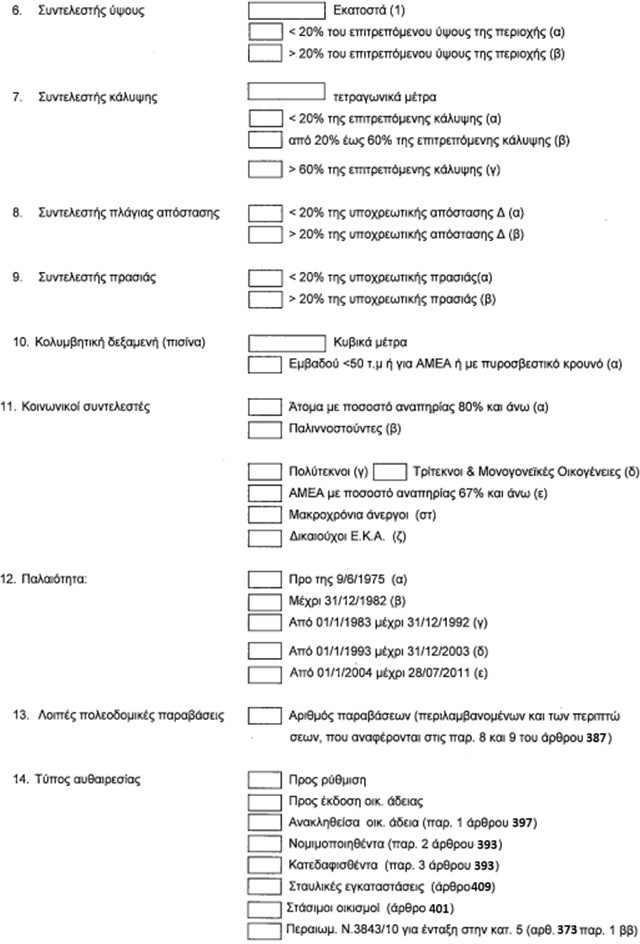 6. Συντελεστής ύψους Εκατοστά (1)
< 20% του επιτρεπόμενου ύψους της περιοχής (α)
> 20% του επιτρεπόμενου ύψους της περιοχής (β)
7. Συντελεστής κάλυψης τετραγωνικά μέτρα
< 20% της επιτρεπόμενης κάλυψης (α)
από 20% έως 60% της επιτρεπόμενης κάλυψης (β)
> 60% της επιτρεπόμενης κάλυψης (γ)
8. Συντελεστής πλάγιας απόστασης < 20% της υποχρεωτικής απόστασης Δ (α)
> 20% της υποχρεωτικής απόστασης Δ (β)
9. Συντελεστής πρασιάς < 20% της υποχρεωτικής πρασιάς(α)
> 20% της υποχρεωτικής πρασιάς (β)
10. Κολυμβητική δεξαμενή (πισίνα) Κυβικά μέτρα
Εμβαδού <50 τ.μ ή για ΑΜΕΑ ή με πυροσβεστικό κρουνό (α)
11. Κοινωνικοί συντελεστές Άτομα με ποσοστό αναπηρίας 80% και άνω (α)
Παλιννοστούντες (β)
Πολύτεκνοι (γ) Τρίτεκνοι & Μονογονεϊκές Οικογένειες (δ)
ΑΜΕΑ με ποσοστό αναπηρίας 67% και άνω (ε)
Μακροχρόνια άνεργοι (στ)
Δικαιούχοι Ε.Κ.Α. (ζ)
12. Παλαιότητα: Προ της 9/6/1975 (α)
Μέχρι 31/12/1982 (β)
Από 01/1/1983 μέχρι 31/12/1992 (γ)
Από 01/1/1993 μέχρι 31/12/2003 (δ)
Από 01/1/2004 μέχρι 28/07/2011 (ε)
13. Λοιπές πολεοδομικές παραβάσεις Αριθμός παραβάσεων (περιλαμβανομένων και των περιπτώ
σεων, που αναφέρονται στις παρ. 8 και 9 του άρθρου 387)
14. Τύπος αυθαιρεσίας Προς ρύθμιση
Προς έκδοση οικ. άδειας
Ανακληθείσα οικ. άδεια (παρ. 1 άρθρου 397)
Νομιμοποιηθέντα (παρ. 2 άρθρου 393)
Κατεδαφισθέντα (παρ. 3 άρθρου 393)
Σταυλικές εγκαταστάσεις (άρθρο409)
Στάσιμοι οικισμοί (άρθρο 401)
Περαιωμ. Ν.3843/10 για ένταξη στην κατ. 5 (αρθ. 373 παρ. 1 ββ)